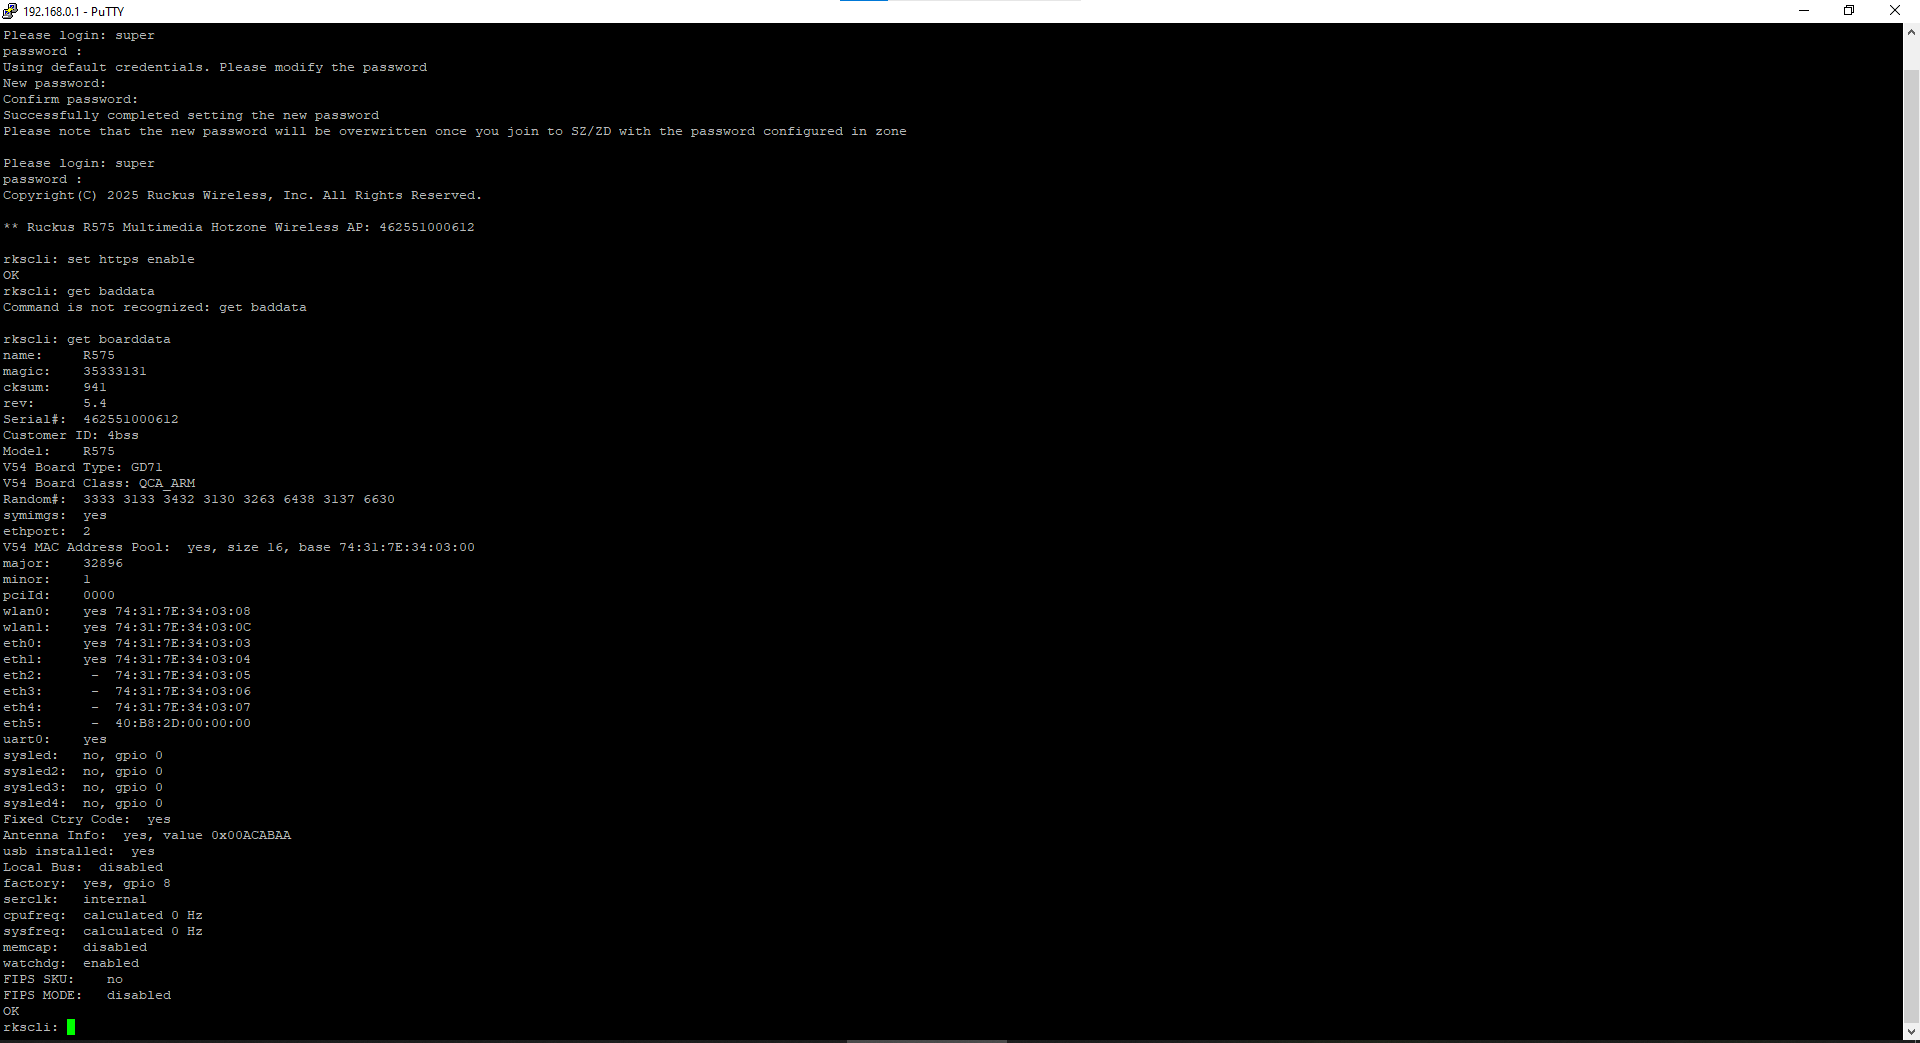 192.168.0.1 - PuTTY
Please login: super
password :
Using default credentials. Please modify the password
New password:
Confirm password:
Successfully completed setting the new password
Please note that the new password will be overwritten once you join to SZ/ZD with the password configured in zone
Please login: super
password :
Copyright(C) 2025 Ruckus Wireless, Inc. All Rights Reserved.
** Ruckus R575 Multimedia Hotzone Wireless AP: 462551000612
rkscli: set https enable
OK
rkscli: get baddata
Command is not recognized: get baddata
rkscli: get boarddata
name:     R575
magic:    35333131
cksum:    941
rev:      5.4
Serial#:  462551000612
Customer ID: 4bss
Model:    R575
V54 Board Type: GD71
V54 Board Class: QCA_ARM
Random#:  3333 3133 3432 3130 3263 6438 3137 6630
symimgs:  yes
ethport:  2
V54 MAC Address Pool:  yes, size 16, base 74:31:7E:34:03:00
major:    32896
minor:    1
pciId:    0000
wlan0:    yes 74:31:7E:34:03:08
wlan1:    yes 74:31:7E:34:03:0C
eth0:     yes 74:31:7E:34:03:03
eth1:     yes 74:31:7E:34:03:04
eth2:      -  74:31:7E:34:03:05
eth3:      -  74:31:7E:34:03:06
eth4:      -  74:31:7E:34:03:07
eth5:      -  40:B8:2D:00:00:00
uart0:    yes
sysled:   no, gpio 0
sysled2:  no, gpio 0
sysled3:  no, gpio 0
sysled4:  no, gpio 0
Fixed Ctry Code:  yes
Antenna Info:  yes, value 0x00ACABAA
usb installed:  yes
Local Bus:  disabled
factory:  yes, gpio 8
serclk:   internal
cpufreq:  calculated 0 Hz
sysfreq:  calculated 0 Hz
memcap:   disabled
watchdg:  enabled
FIPS SKU:    no
FIPS MODE:   disabled
OK
rkscli: